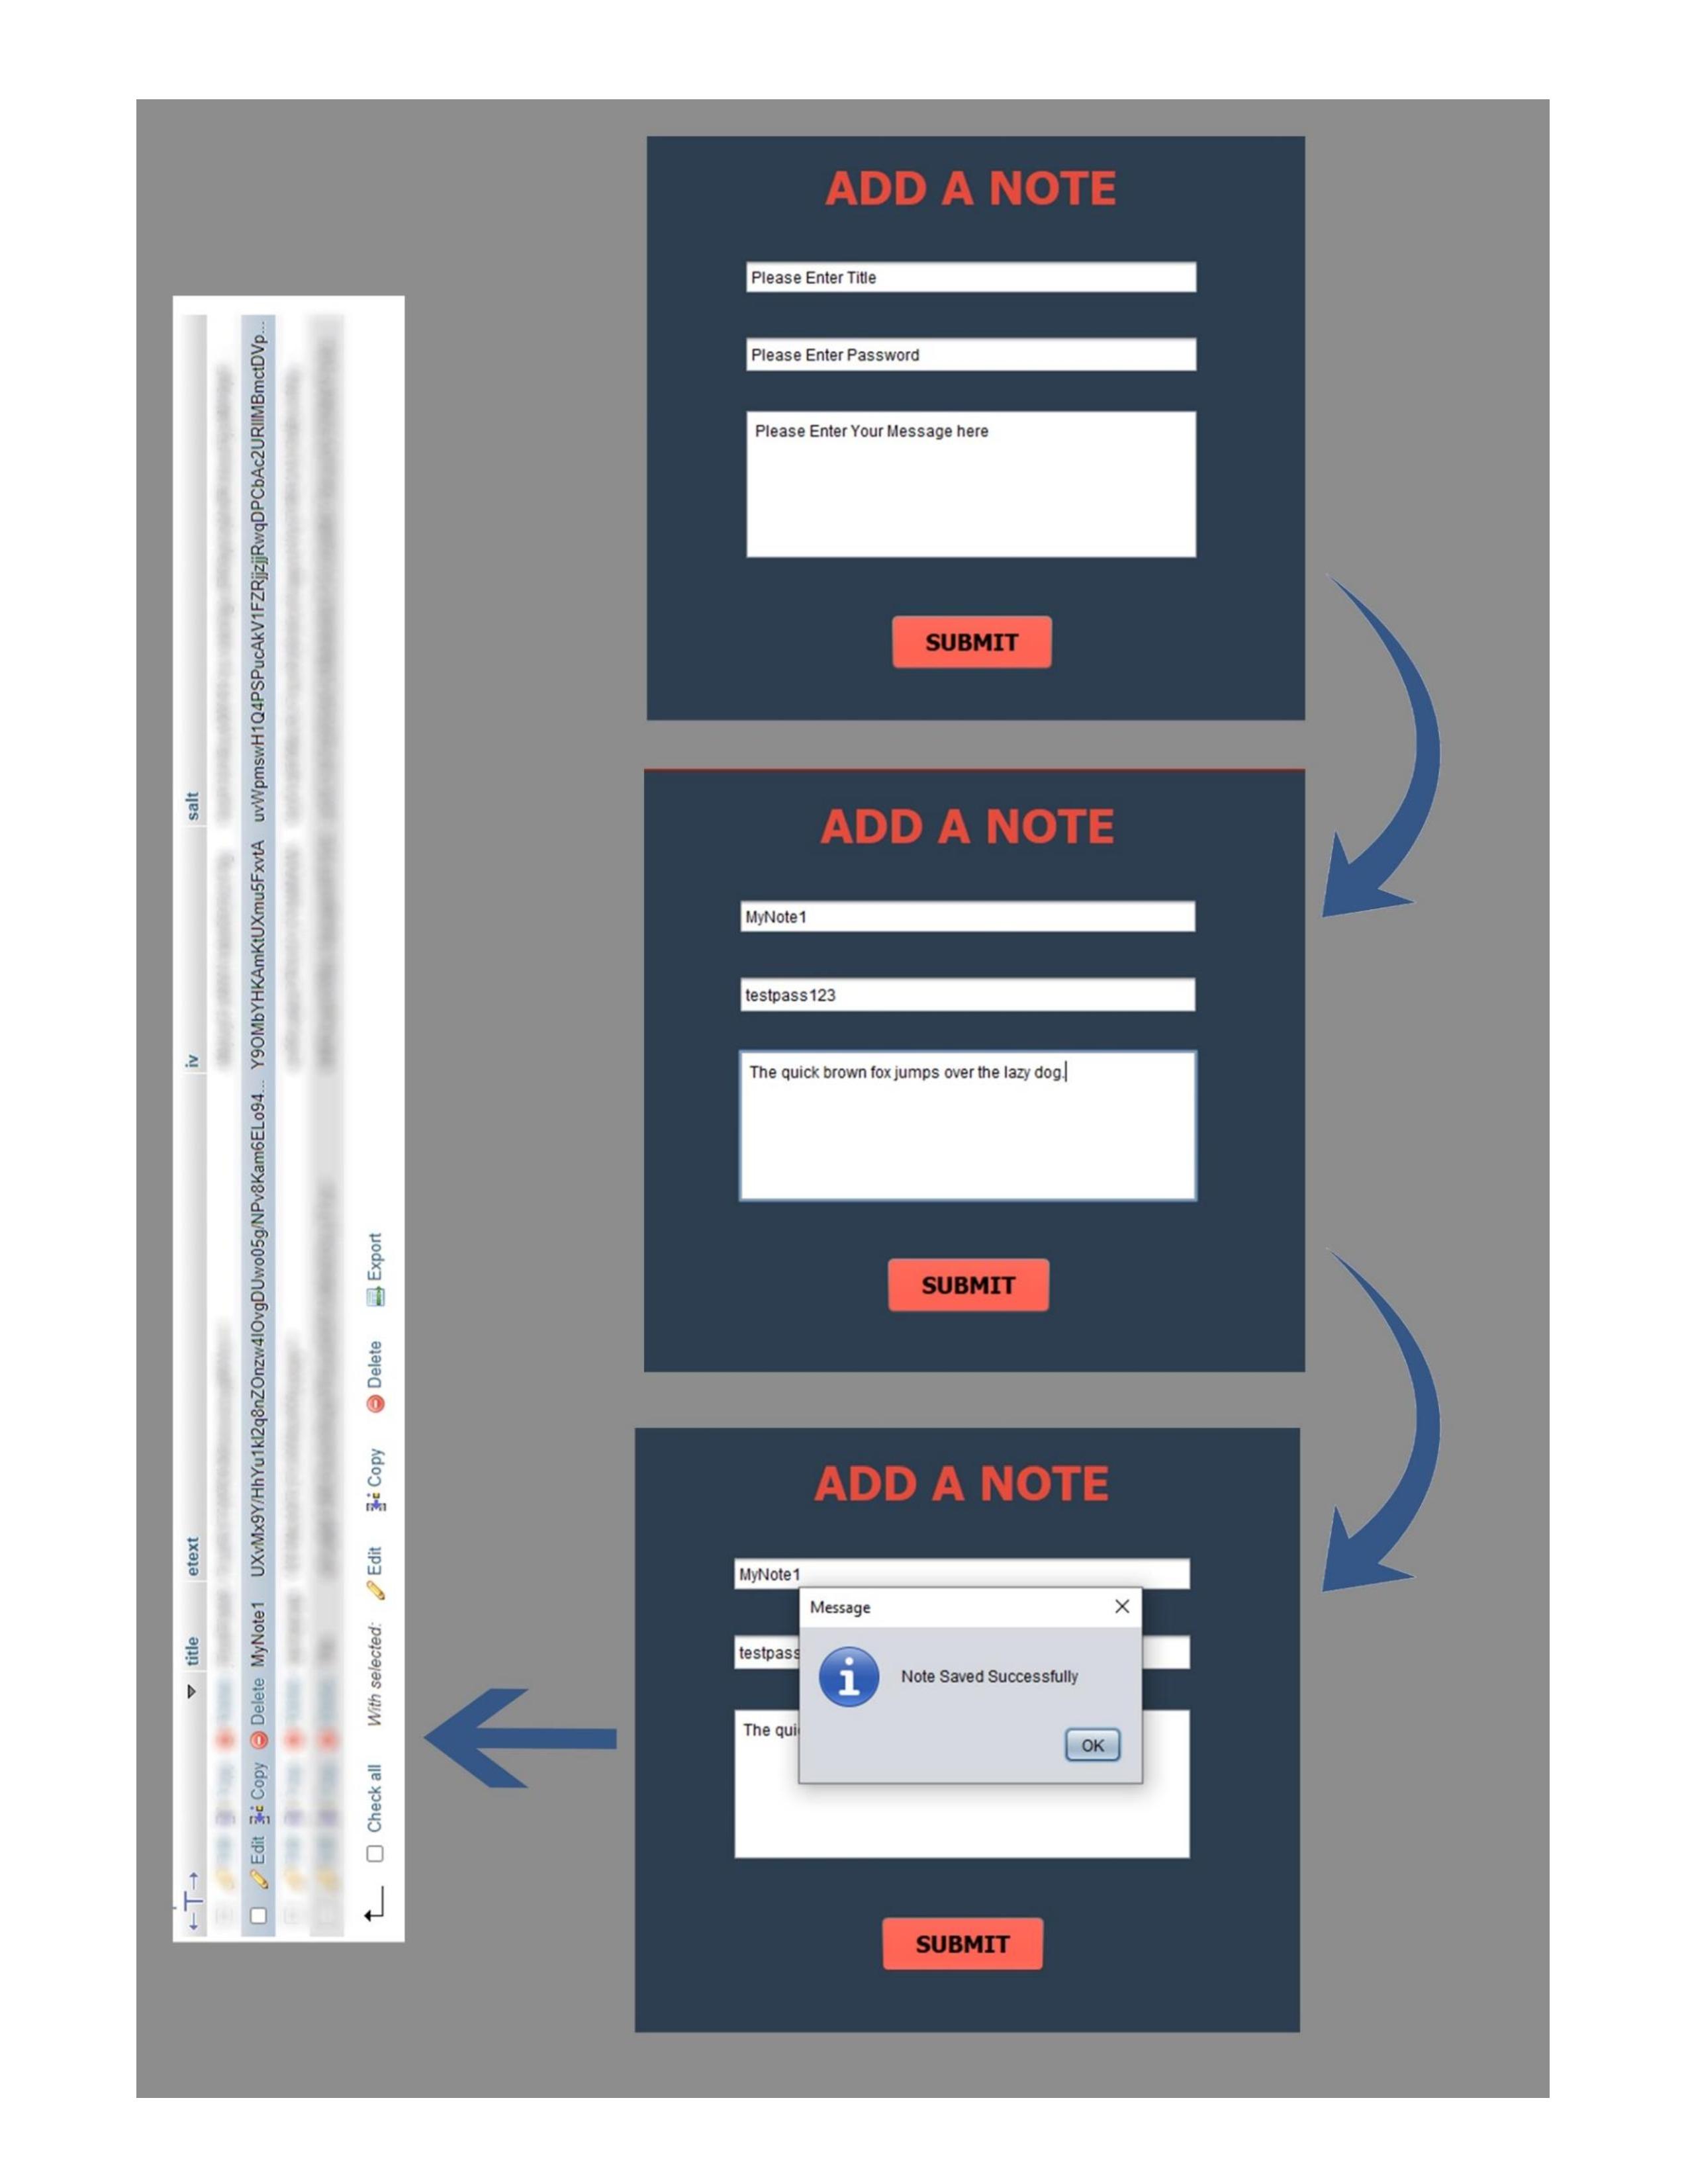 ADD A NOTE
Please Enter Title
Please Enter Password
Please Enter Your Message here
SUBMIT
ADD A NOTE
MyNote1
testpass123
The quick brown fox jumps over the lazy dog.
SUBMIT
ADD A NOTE
MyNote1
Message
testpass
Note Saved Successfully
The qui
OK
SUBMIT
←T→ title etext iv salt
Edit Copy Delete MyNote1 UXvMx9Y/HhYu1kI2q8nZOnzw4IOvgDUwo05g/NPv8Kam6ELo94... Y9OMbYHKAmKtUXmu5FxvtA uvWpmswH1Q4PSPucAkV1FZRjjzjjRwqDPCbAc2URIlMBmctDVp...
Check all With selected: Edit Copy Delete Export